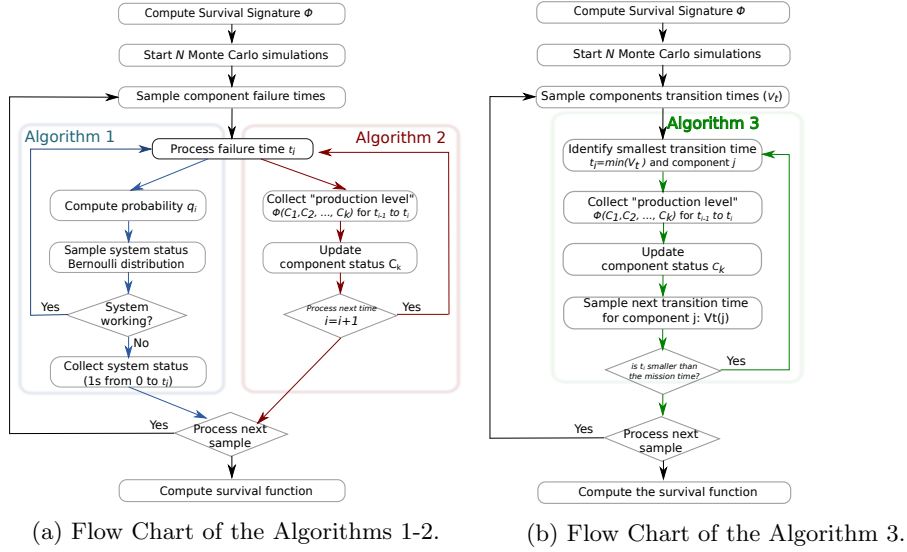 Compute Survival Signature Φ
Start N Monte Carlo simulations
Sample component failure times
Algorithm 1
Algorithm 2
Process failure time tᵢ
Compute probability qᵢ
Sample system status
Bernoulli distribution
Yes
System
working?
No
Collect system status
(1s from 0 to tᵢ)
Collect "production level"
Φ(C₁,C₂, ..., Cₖ) for tᵢ₋₁ to tᵢ
Update
component status Cₖ
Process next time
i=i+1
Yes
Yes
Process next
sample
Compute survival function
(a) Flow Chart of the Algorithms 1-2.
Compute Survival Signature Φ
Start N Monte Carlo simulations
Sample components transition times (vₜ)
Algorithm 3
Identify smallest transition time
tᵢ=min(Vₜ) and component j
Collect "production level"
Φ(C₁,C₂, ..., Cₖ) for tᵢ₋₁ to tᵢ
Update
component status Cₖ
Sample next transition time
for component j: Vt(j)
is tᵢ smaller than
the mission time?
Yes
Yes
Process next
sample
Compute the survival function
(b) Flow Chart of the Algorithm 3.